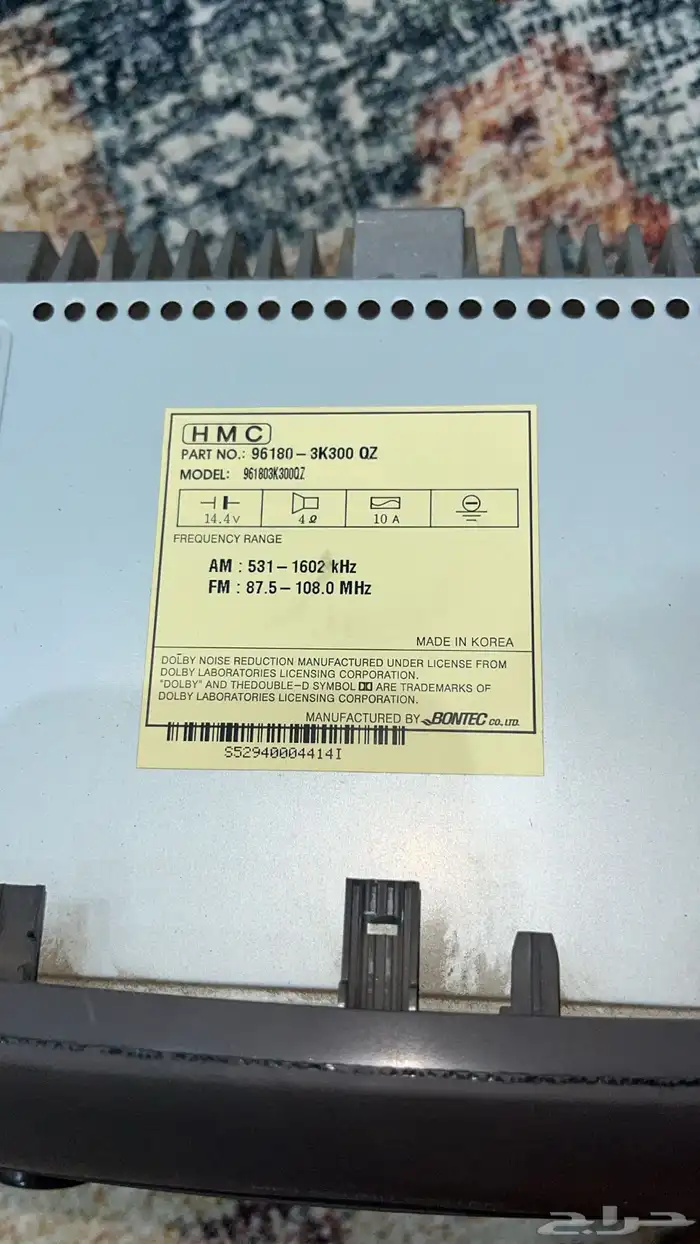 HMC
PART NO.: 96180-3K300 QZ
MODEL: 961803K300QZ
14.4V 4Ω 10 A
FREQUENCY RANGE
AM : 531-1602 kHz
FM : 87.5-108.0 MHz
MADE IN KOREA
DOLBY NOISE REDUCTION MANUFACTURED UNDER LICENSE FROM
DOLBY LABORATORIES LICENSING CORPORATION.
"DOLBY" AND THEDOUBLE-D SYMBOL ARE TRADEMARKS OF
DOLBY LABORATORIES LICENSING CORPORATION.
MANUFACTURED BY BONTEC CO., LTD.
S52940004414I
حراج